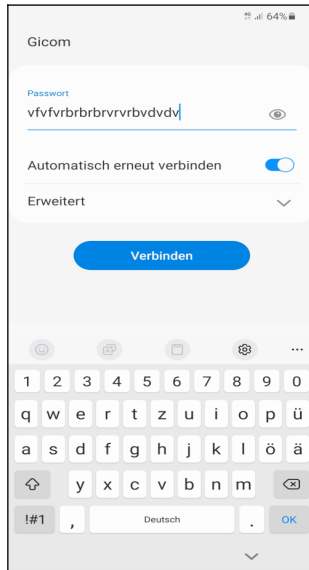 64%
Gicom
Passwort
vfvfvrbrbrbrvrvrbvdvdv
Automatisch erneut verbinden
Erweitert
Verbinden
1 2 3 4 5 6 7 8 9 0
q w e r t z u i o p ü
a s d f g h j k l ö ä
y x c v b n m
!#1 , Deutsch . OK